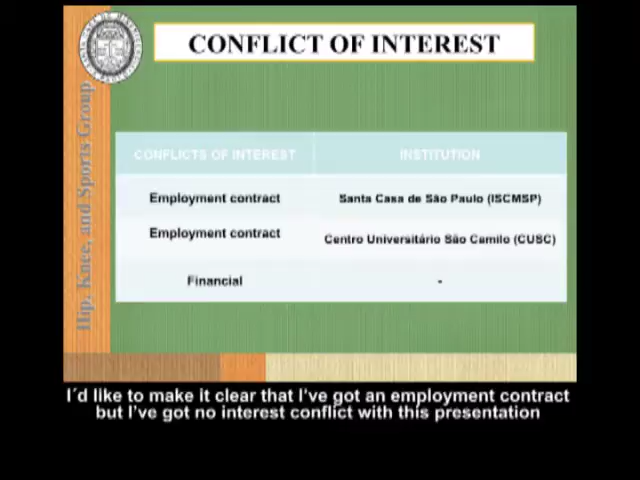 CONFLICT OF INTEREST
Hip, Knee, and Sports Group
CONFLICTS OF INTEREST INSTITUTION
Employment contract Santa Casa de São Paulo (ISCMSP)
Employment contract Centro Universitário São Camilo (CUSC)
Financial -
I´d like to make it clear that I've got an employment contract
but I've got no interest conflict with this presentation